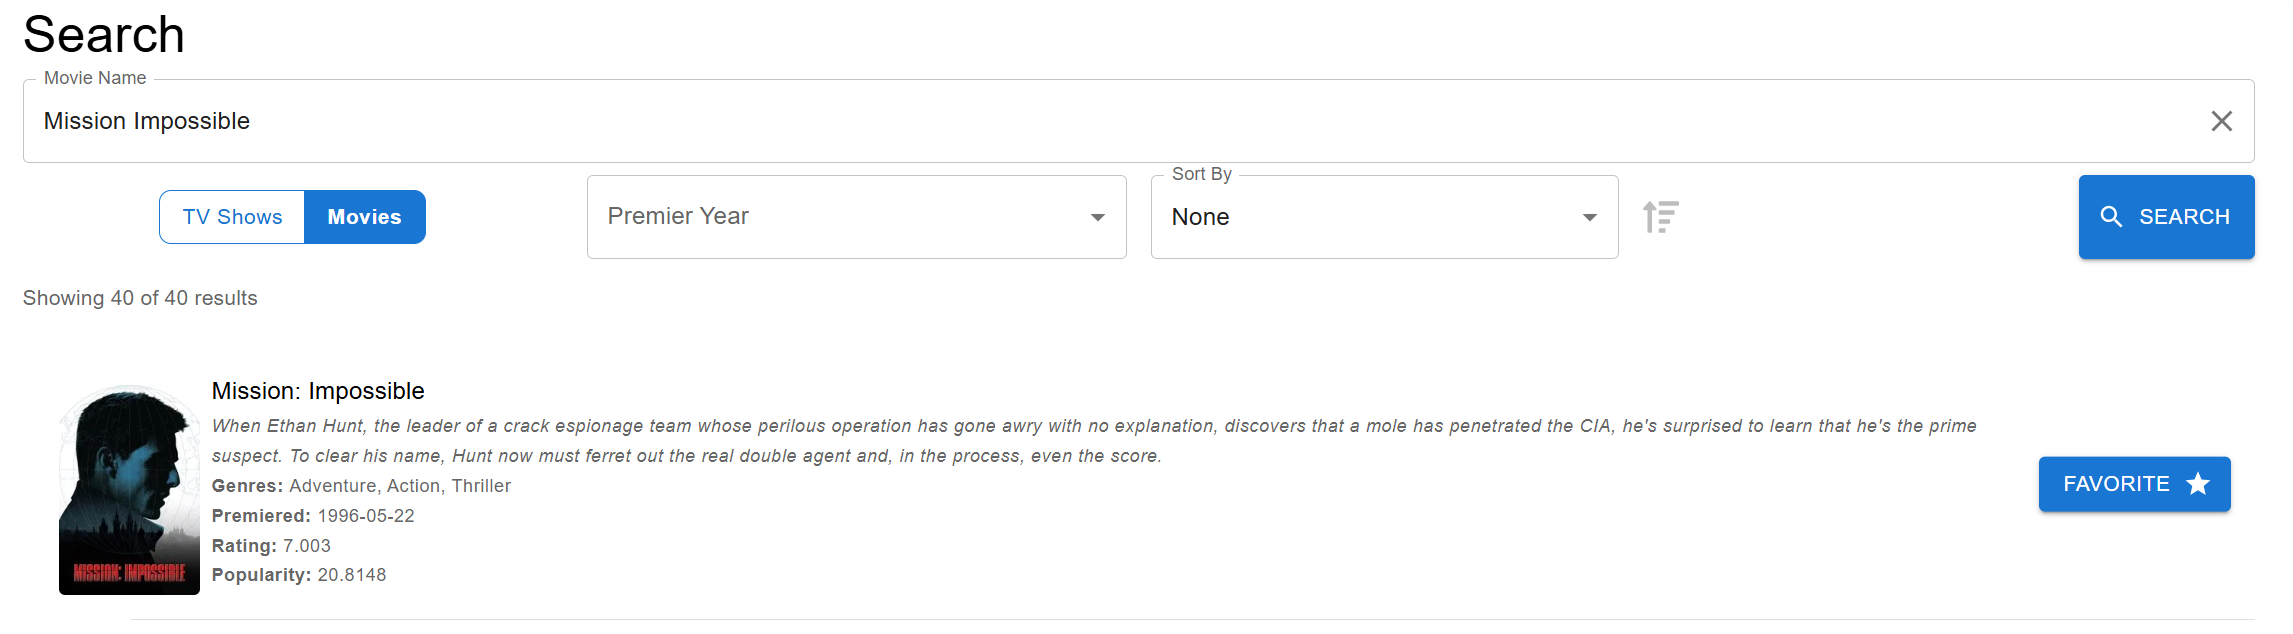 Search
Movie Name
Mission Impossible
TV Shows
Movies
Premier Year
Sort By
None
SEARCH
Showing 40 of 40 results
Mission: Impossible
When Ethan Hunt, the leader of a crack espionage team whose perilous operation has gone awry with no explanation, discovers that a mole has penetrated the CIA, he's surprised to learn that he's the prime
suspect. To clear his name, Hunt now must ferret out the real double agent and, in the process, even the score.
Genres: Adventure, Action, Thriller
Premiered: 1996-05-22
Rating: 7.003
Popularity: 20.8148
MISSION: IMPOSSIBLE
FAVORITE